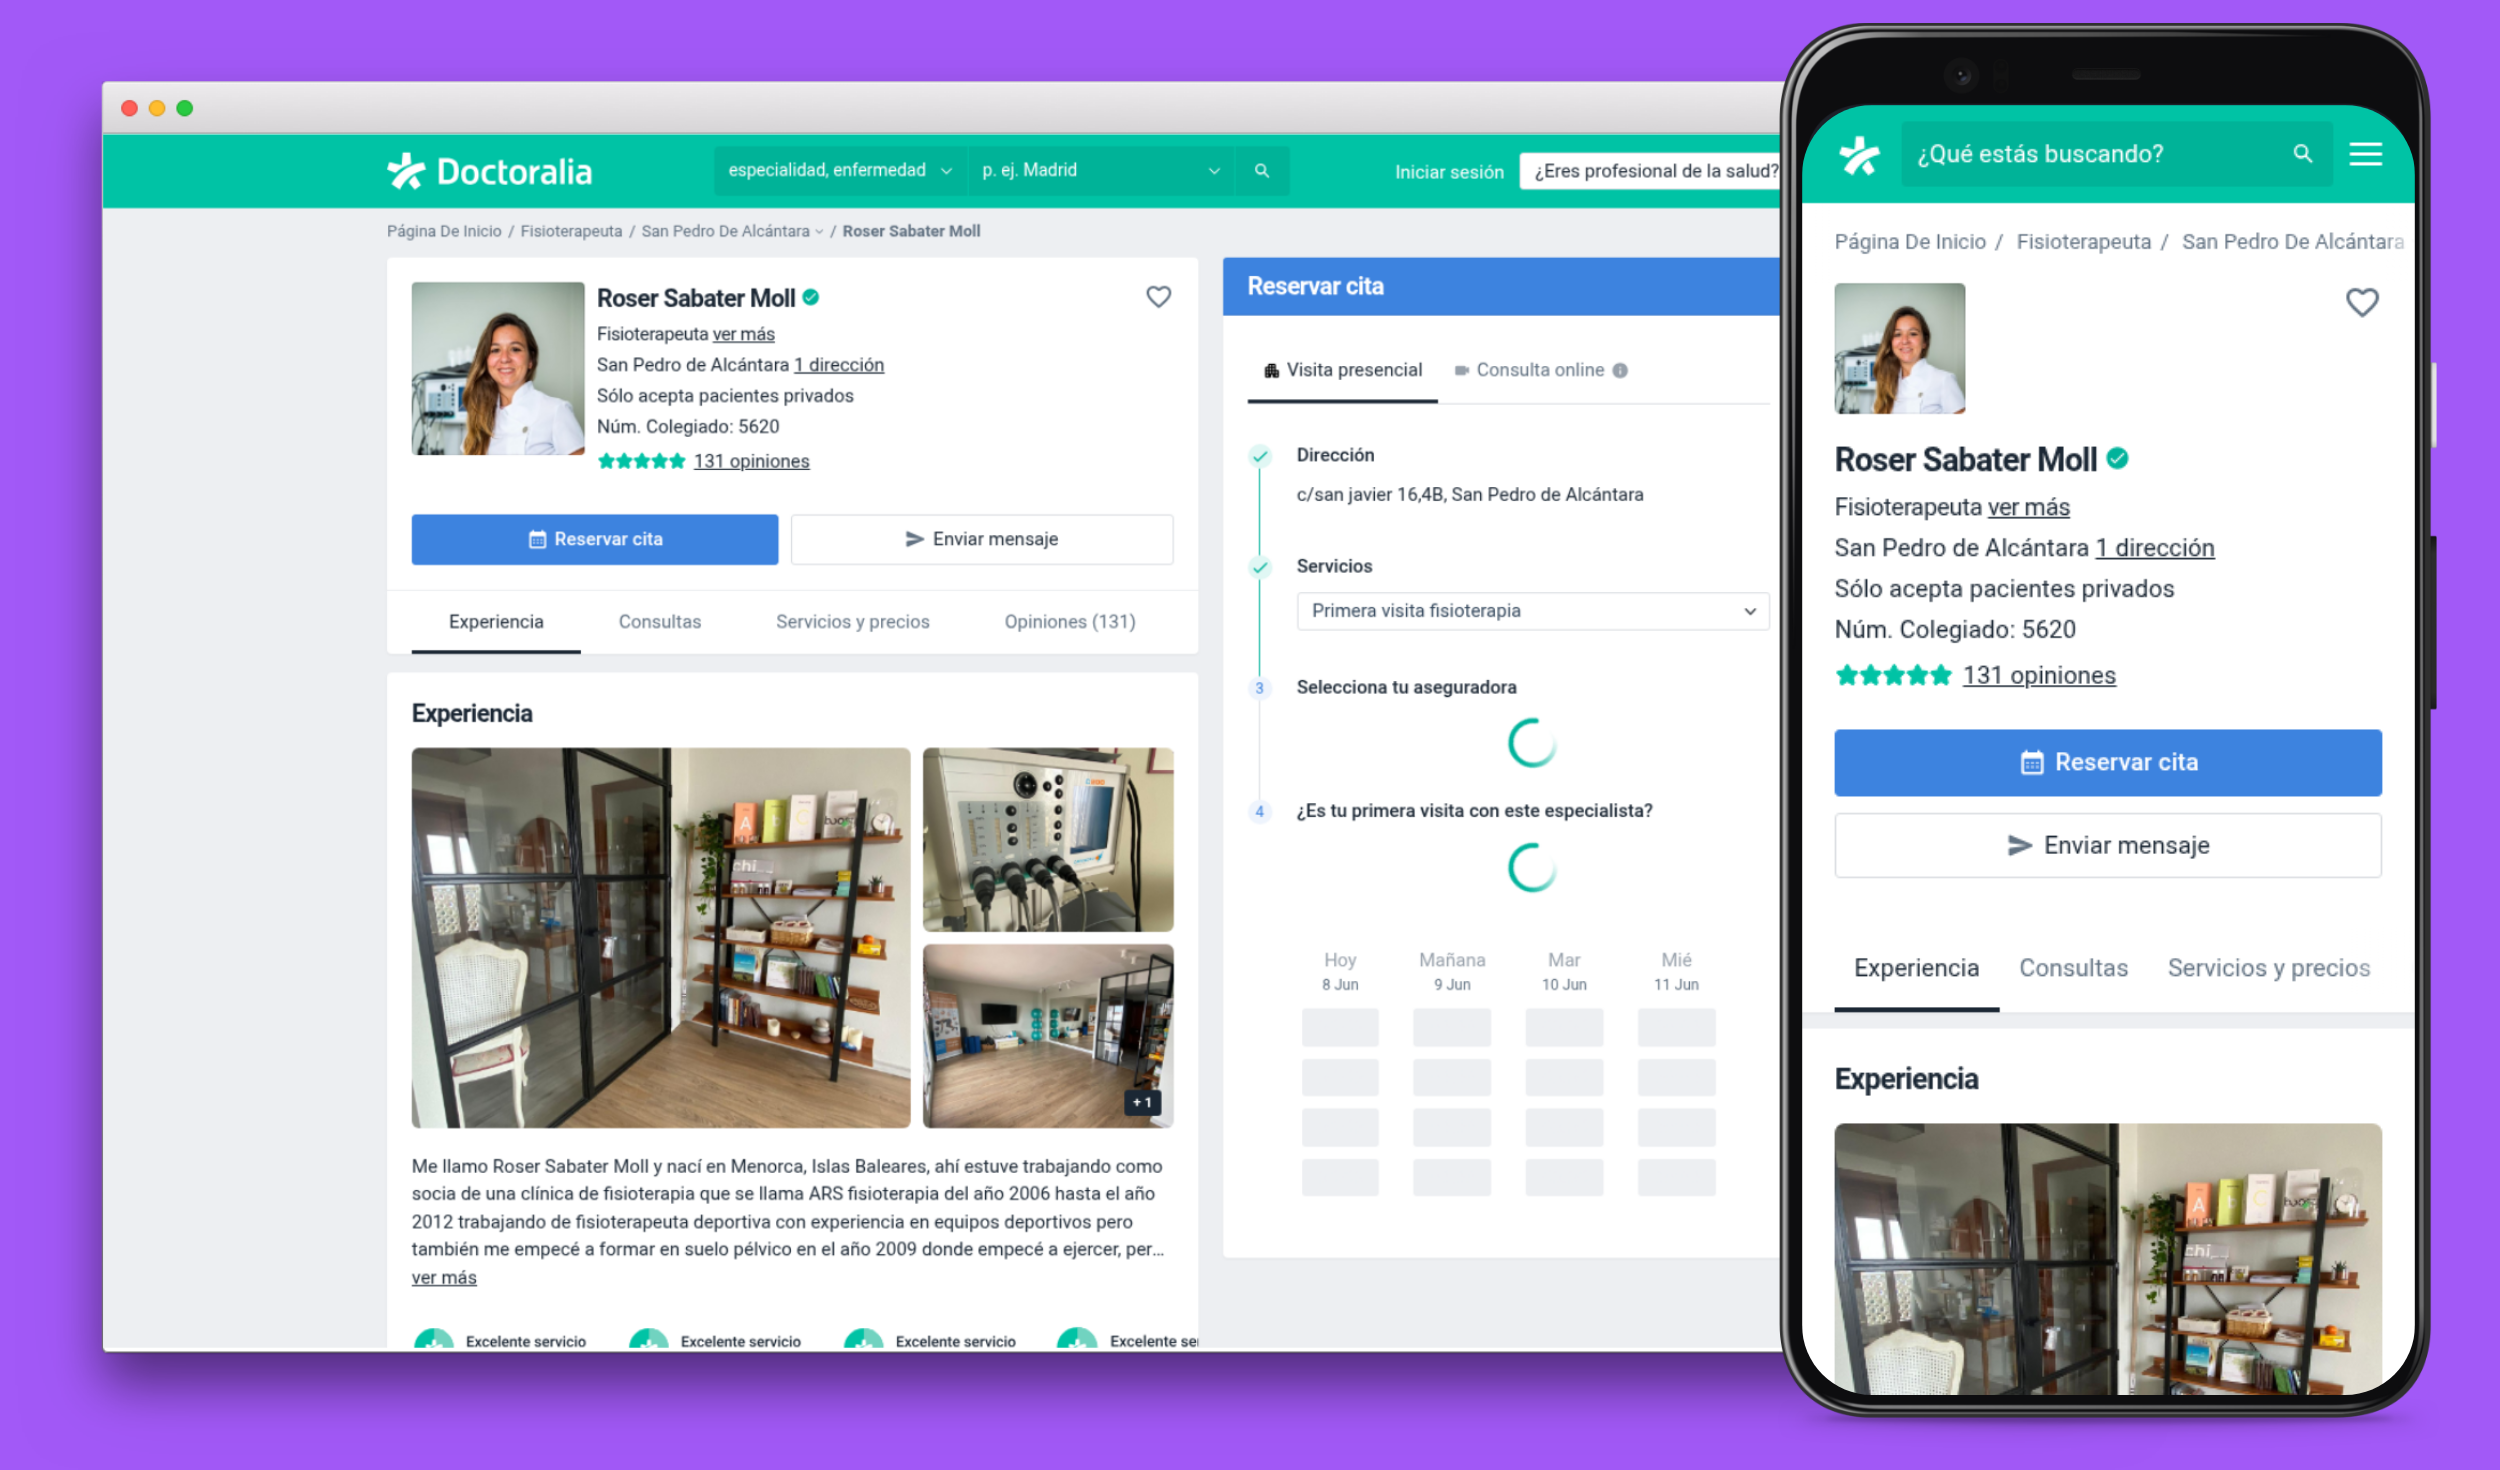 Doctoralia
especialidad, enfermedad
p. ej. Madrid
Iniciar sesión
¿Eres profesional de la salud?
Página De Inicio / Fisioterapeuta / San Pedro De Alcántara / Roser Sabater Moll
Roser Sabater Moll
Fisioterapeuta ver más
San Pedro de Alcántara 1 dirección
Sólo acepta pacientes privados
Núm. Colegiado: 5620
131 opiniones
Reservar cita
Enviar mensaje
Experiencia
Consultas
Servicios y precios
Opiniones (131)
Experiencia
A
b
C
chi
+ 1
Me llamo Roser Sabater Moll y nací en Menorca, Islas Baleares, ahí estuve trabajando como
socia de una clínica de fisioterapia que se llama ARS fisioterapia del año 2006 hasta el año
2012 trabajando de fisioterapeuta deportiva con experiencia en equipos deportivos pero
también me empecé a formar en suelo pélvico en el año 2009 donde empecé a ejercer, per...
ver más
Excelente servicio
Excelente servicio
Excelente servicio
Excelente se
Reservar cita
Visita presencial
Consulta online
Dirección
c/san javier 16,4B, San Pedro de Alcántara
Servicios
Primera visita fisioterapia
3
Selecciona tu aseguradora
4
¿Es tu primera visita con este especialista?
Hoy
8 Jun
Mañana
9 Jun
Mar
10 Jun
Mié
11 Jun
¿Qué estás buscando?
Página De Inicio / Fisioterapeuta / San Pedro De Alcántara
Roser Sabater Moll
Fisioterapeuta ver más
San Pedro de Alcántara 1 dirección
Sólo acepta pacientes privados
Núm. Colegiado: 5620
131 opiniones
Reservar cita
Enviar mensaje
Experiencia
Consultas
Servicios y precios
Experiencia
A
b
C
chi